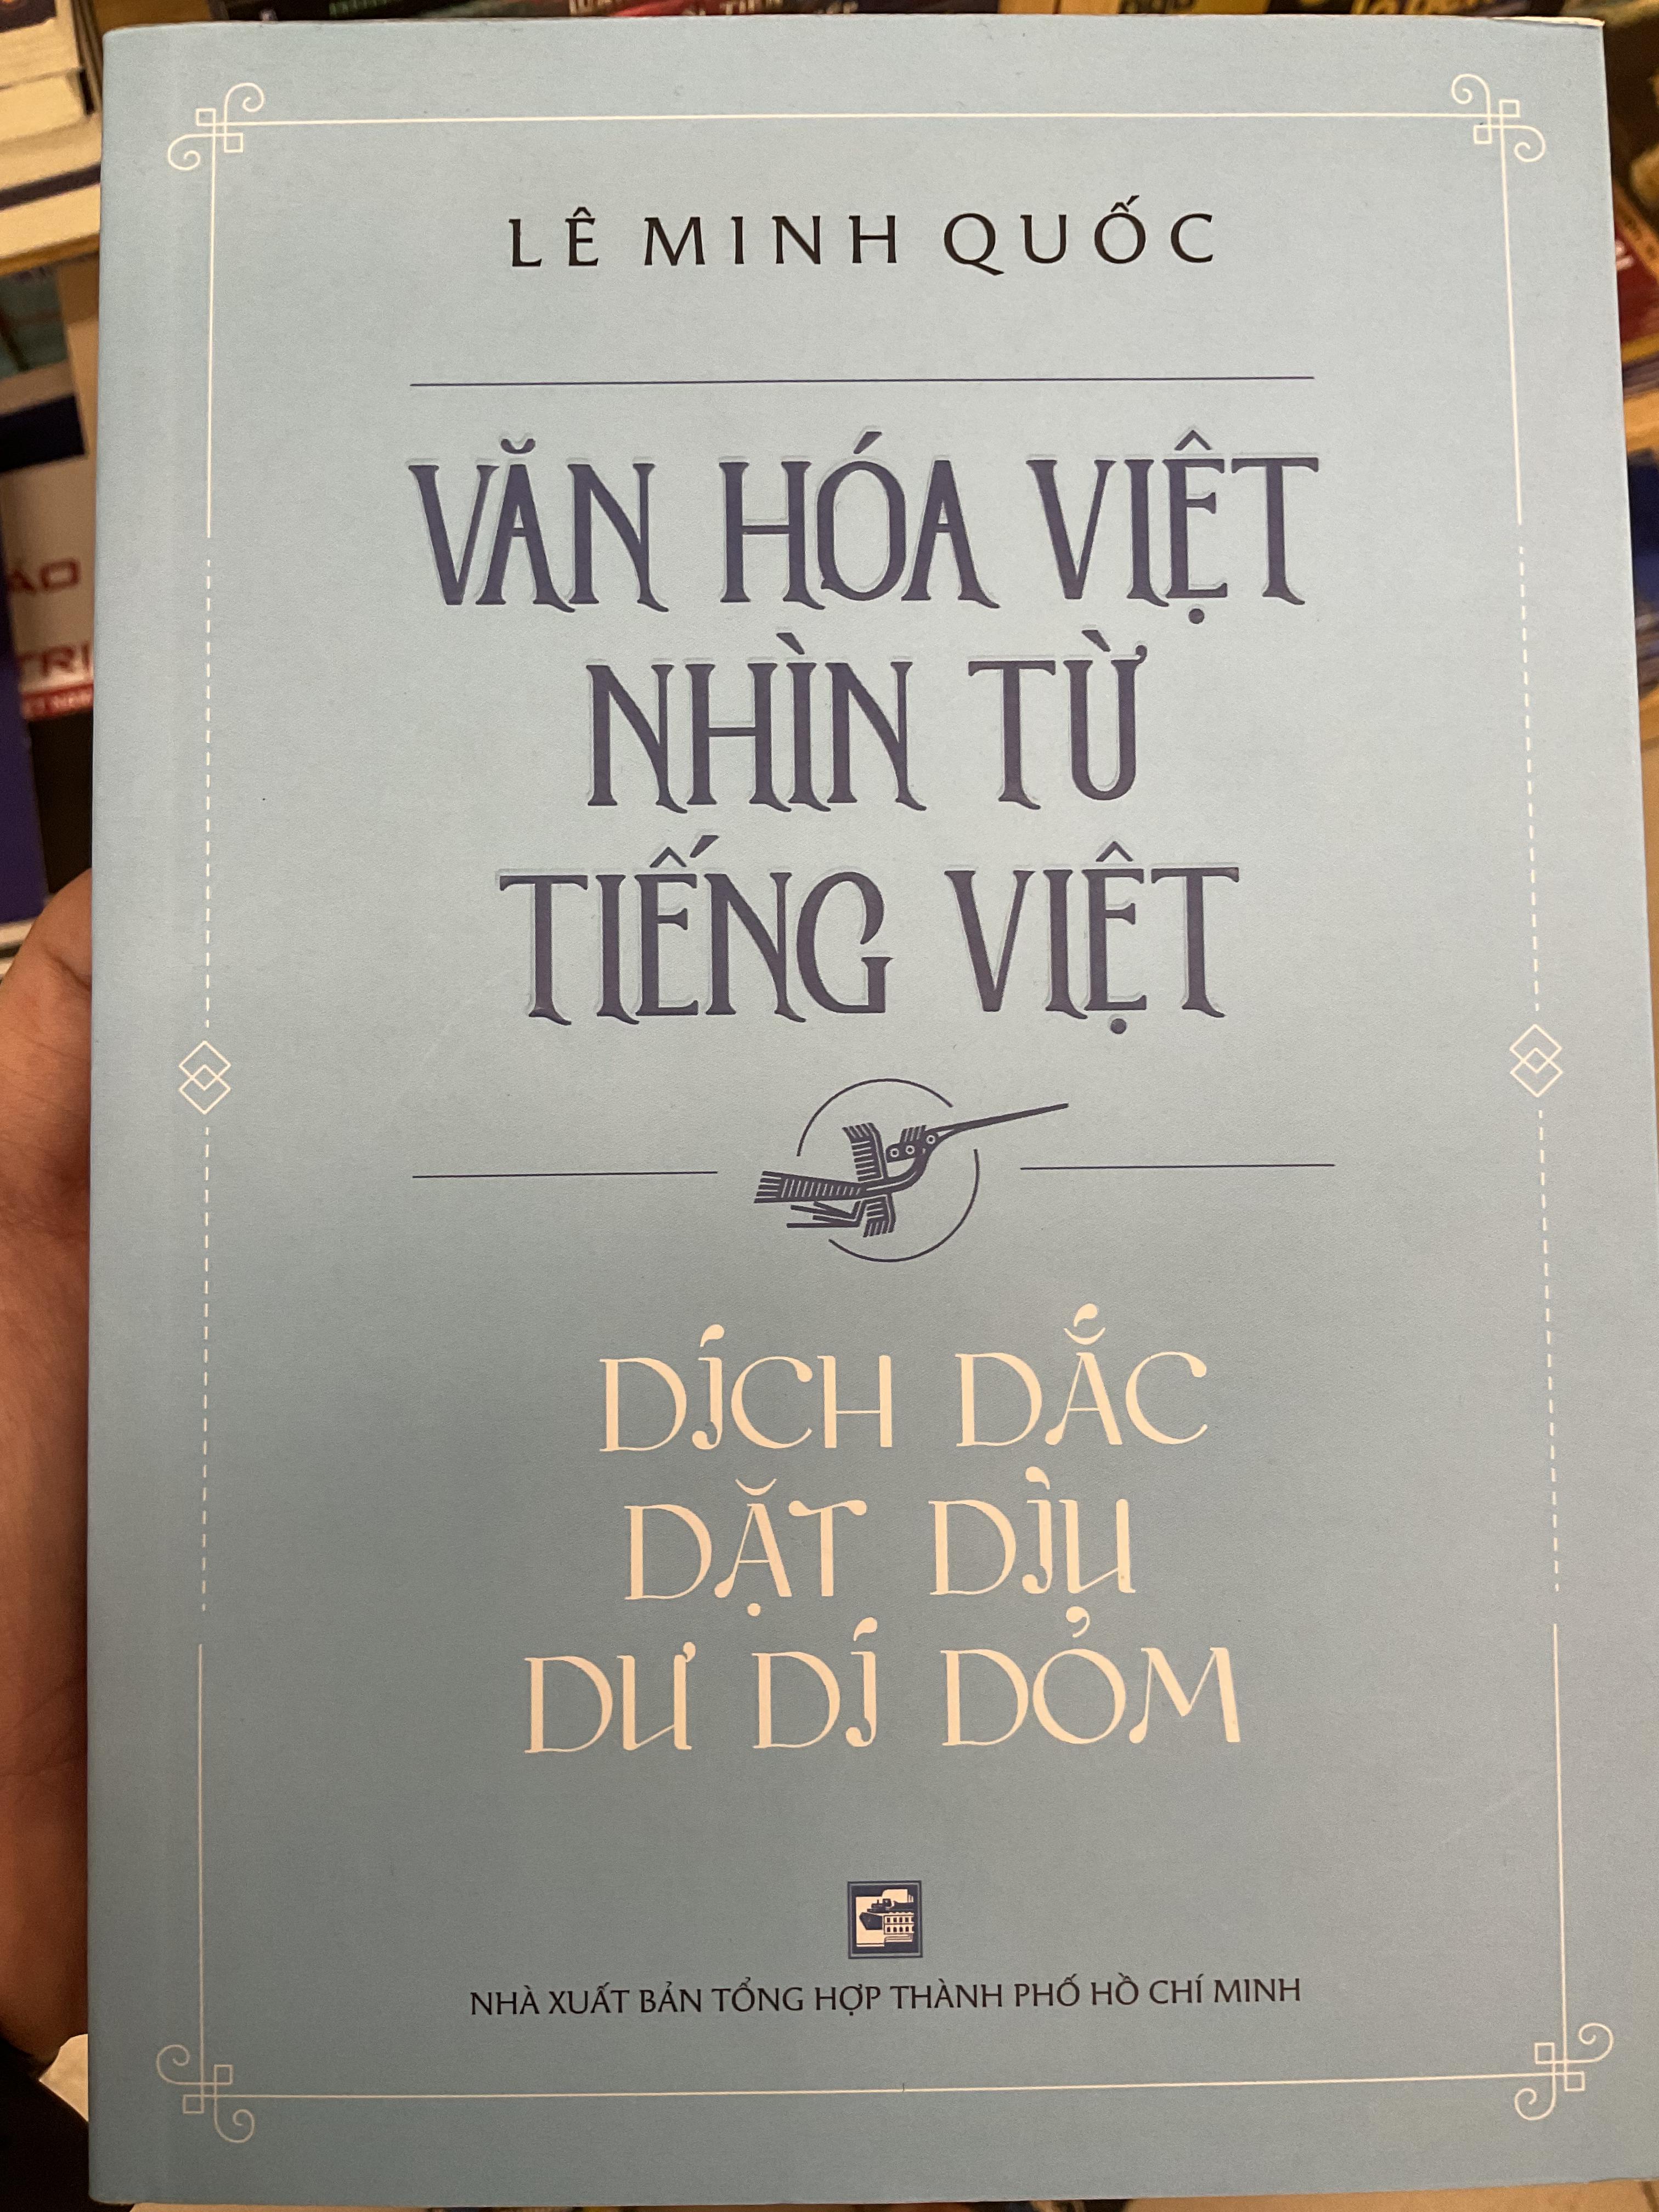 LÊ MINH QUỐC
VĂN HÓA VIỆT
NHÌN TỪ
TIẾNG VIỆT
DÍCH DẮC
DẶT DÌU
DƯ DÍ DỎM
NHÀ XUẤT BẢN TỔNG HỢP THÀNH PHỐ HỒ CHÍ MINH